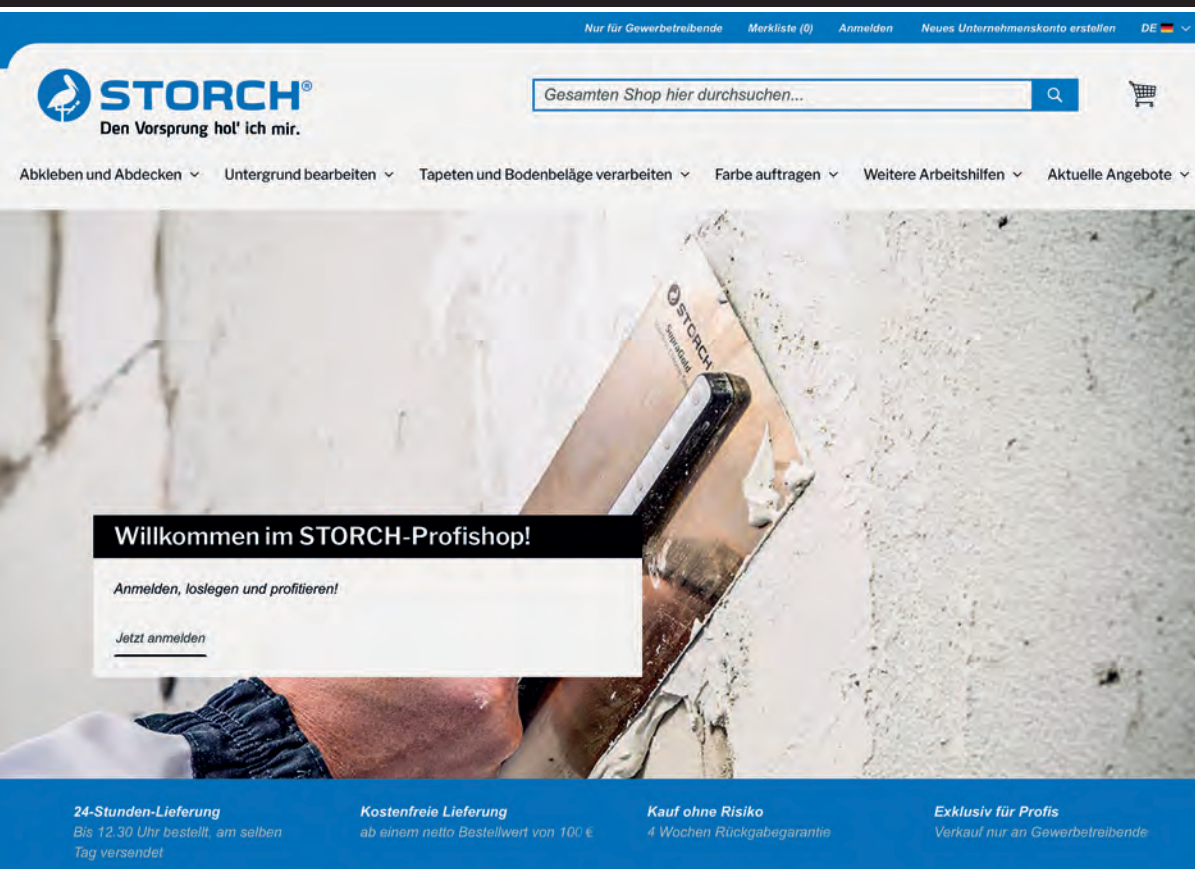 Nur für Gewerbetreibende Merkliste (0) Anmelden Neues Unternehmenskonto erstellen DE
STORCH®
Den Vorsprung hol' ich mir.
Gesamten Shop hier durchsuchen...
Abkleben und Abdecken Untergrund bearbeiten Tapeten und Bodenbeläge verarbeiten Farbe auftragen Weitere Arbeitshilfen Aktuelle Angebote
STORCH
SupraGold
Willkommen im STORCH-Profishop!
Anmelden, loslegen und profitieren!
Jetzt anmelden
24-Stunden-Lieferung
Bis 12.30 Uhr bestellt, am selben
Tag versendet
Kostenfreie Lieferung
ab einem netto Bestellwert von 100 €
Kauf ohne Risiko
4 Wochen Rückgabegarantie
Exklusiv für Profis
Verkauf nur an Gewerbetreibende